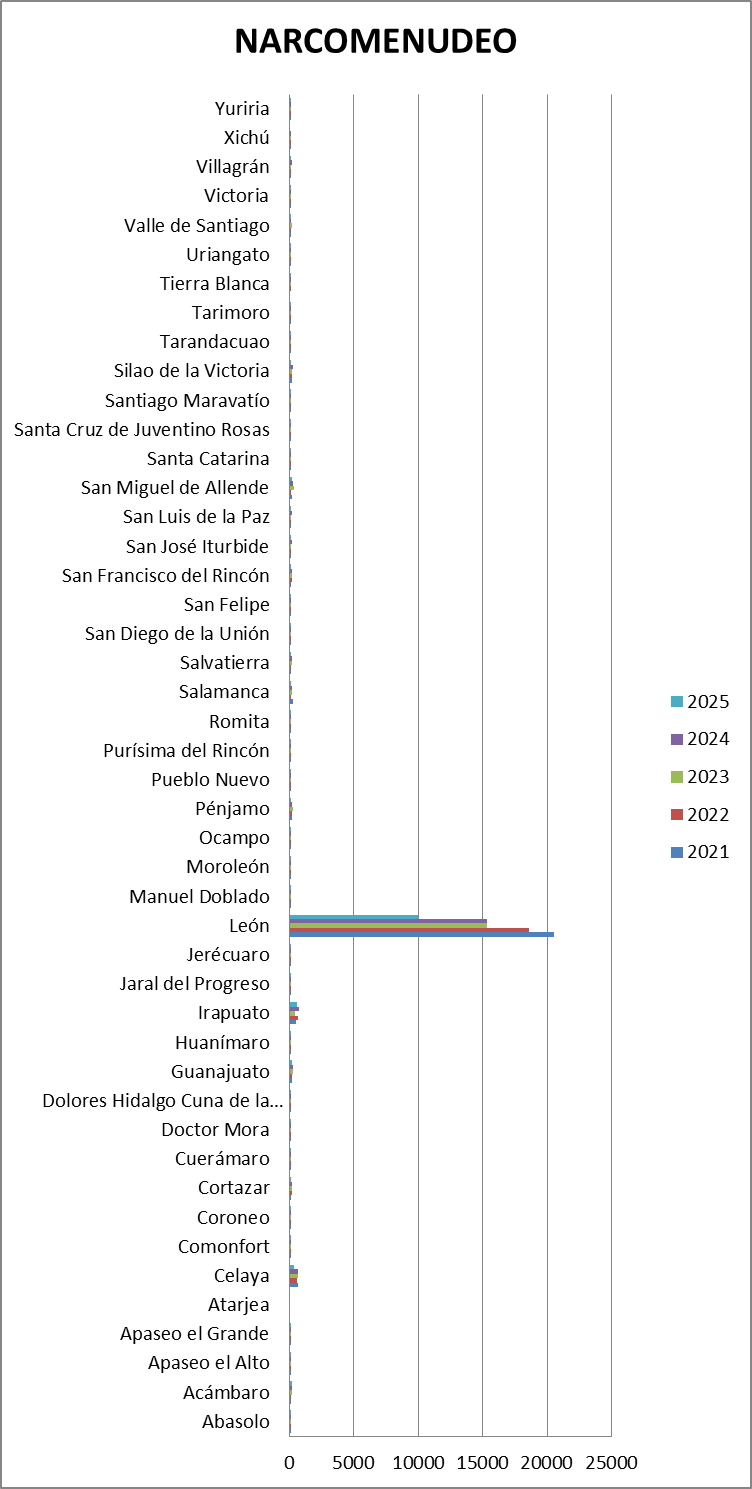 NARCOMENUDEO
Yuriria
Xichú
Villagrán
Victoria
Valle de Santiago
Uriangato
Tierra Blanca
Tarimoro
Tarandacuao
Silao de la Victoria
Santiago Maravatío
Santa Cruz de Juventino Rosas
Santa Catarina
San Miguel de Allende
San Luis de la Paz
San José Iturbide
San Francisco del Rincón
San Felipe
San Diego de la Unión
Salvatierra
Salamanca
Romita
Purísima del Rincón
Pueblo Nuevo
Pénjamo
Ocampo
Moroleón
Manuel Doblado
León
Jerécuaro
Jaral del Progreso
Irapuato
Huanímaro
Guanajuato
Dolores Hidalgo Cuna de la...
Doctor Mora
Cuerámaro
Cortazar
Coroneo
Comonfort
Celaya
Atarjea
Apaseo el Grande
Apaseo el Alto
Acámbaro
Abasolo
0 5000 10000 15000 20000 25000
2025
2024
2023
2022
2021